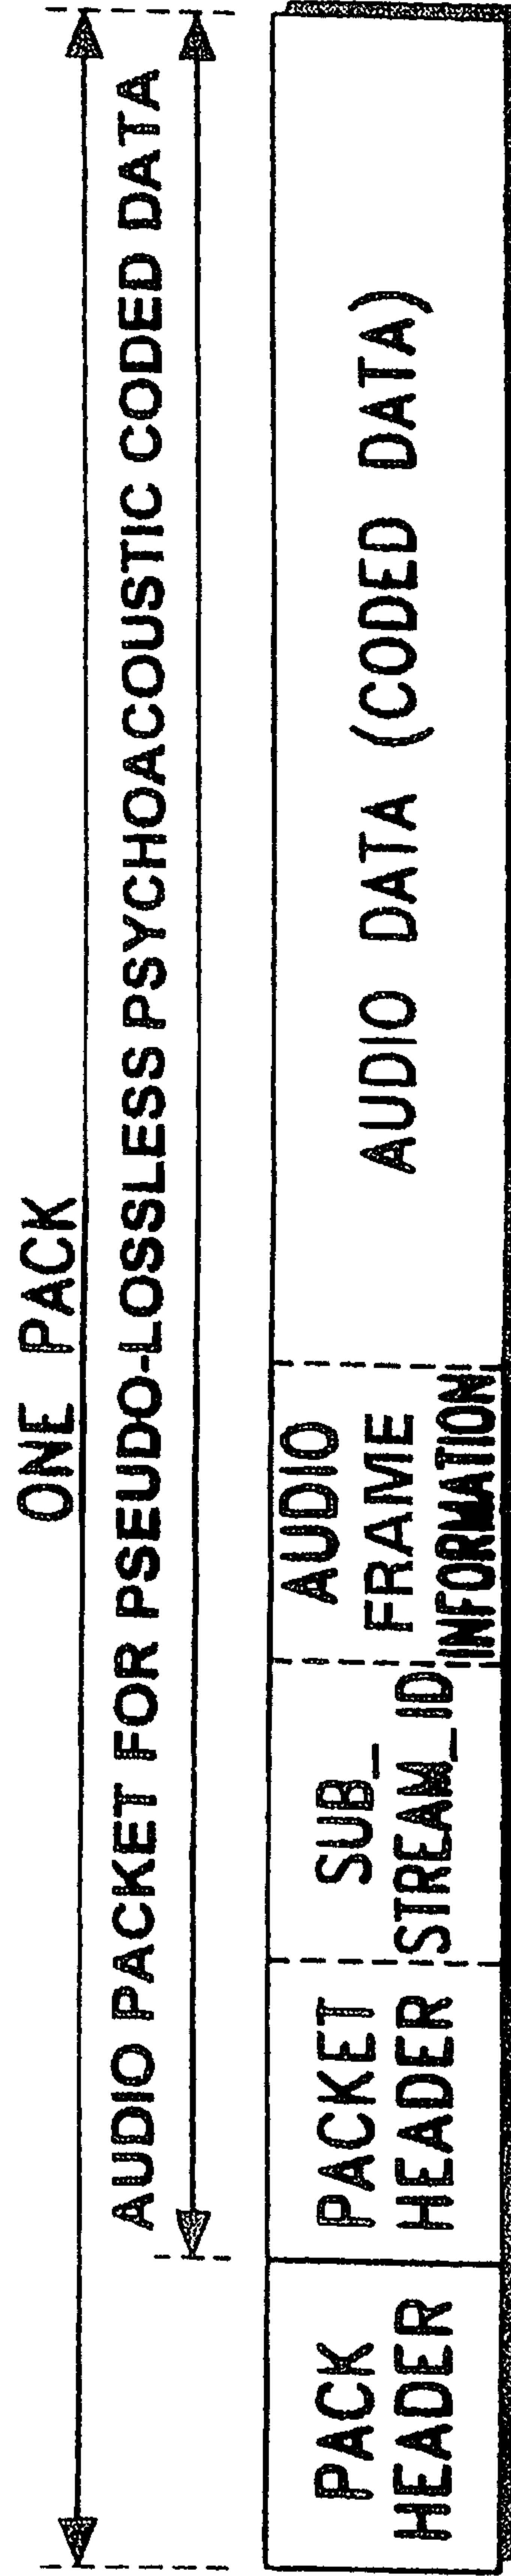 ONE PACK
AUDIO PACKET FOR PSEUDO-LOSSLESS PSYCHOACOUSTIC CODED DATA
PACK
HEADER
PACKET
HEADER
SUB_
STREAM_ID
AUDIO
FRAME
INFORMATION
AUDIO DATA (CODED DATA)